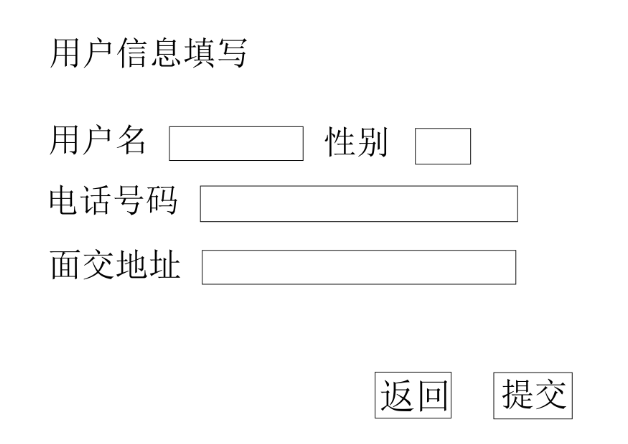 用户信息填写
用户名 性别
电话号码
面交地址
返回 提交